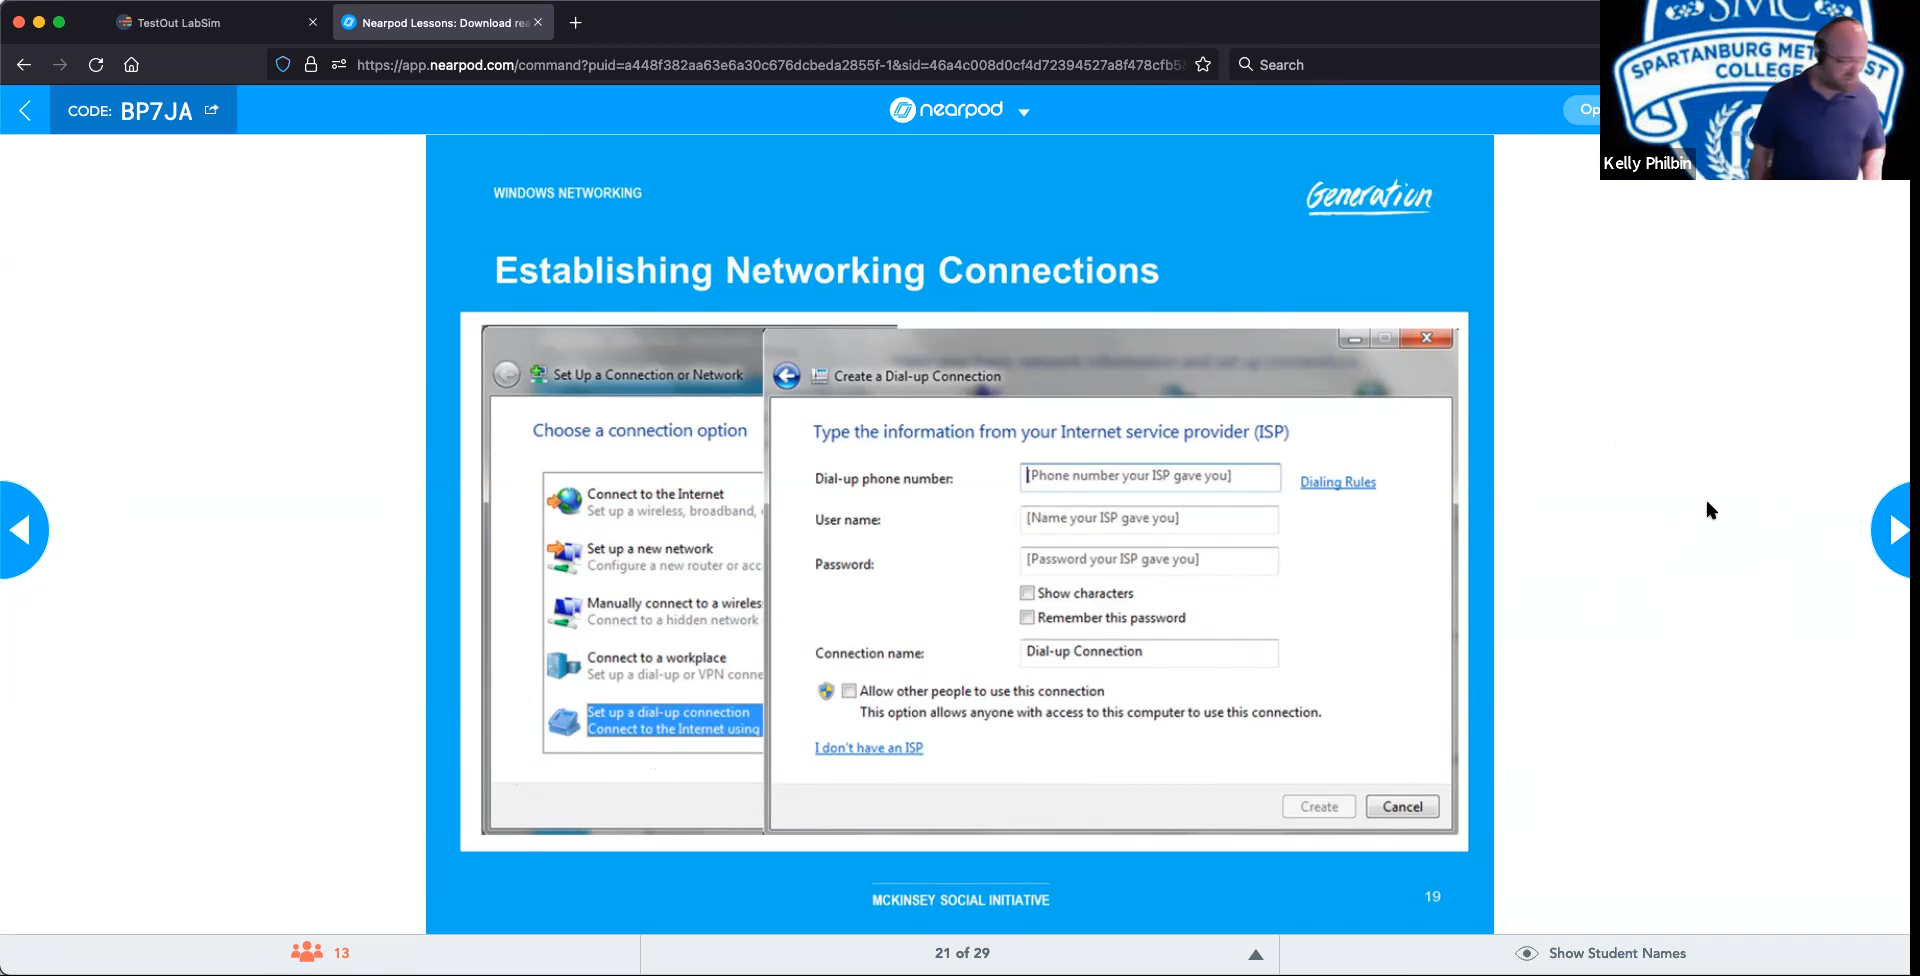 TestOut LabSim
Nearpod Lessons: Download rea
https://app.nearpod.com/command?puid=a448f382aa63e6a30c676dcbeda2855f-1&sid=46a4c008d0cf4d72394527a8f478cfb5
Search
CODE: BP7JA
nearpod
Op
SMC
SPARTANBURG MET ST
COLLEGE
Kelly Philbin
WINDOWS NETWORKING
Generation
Establishing Networking Connections
Set Up a Connection or Network
Choose a connection option
Connect to the Internet
Set up a wireless, broadband,
Set up a new network
Configure a new router or acc
Manually connect to a wireles
Connect to a hidden network
Connect to a workplace
Set up a dial-up or VPN conne
Set up a dial-up connection
Connect to the Internet using
Create a Dial-up Connection
Type the information from your Internet service provider (ISP)
Dial-up phone number:
[Phone number your ISP gave you]
Dialing Rules
User name:
[Name your ISP gave you]
Password:
[Password your ISP gave you]
Show characters
Remember this password
Connection name:
Dial-up Connection
Allow other people to use this connection
This option allows anyone with access to this computer to use this connection.
I don't have an ISP
Create
Cancel
MCKINSEY SOCIAL INITIATIVE
19
13
21 of 29
Show Student Names